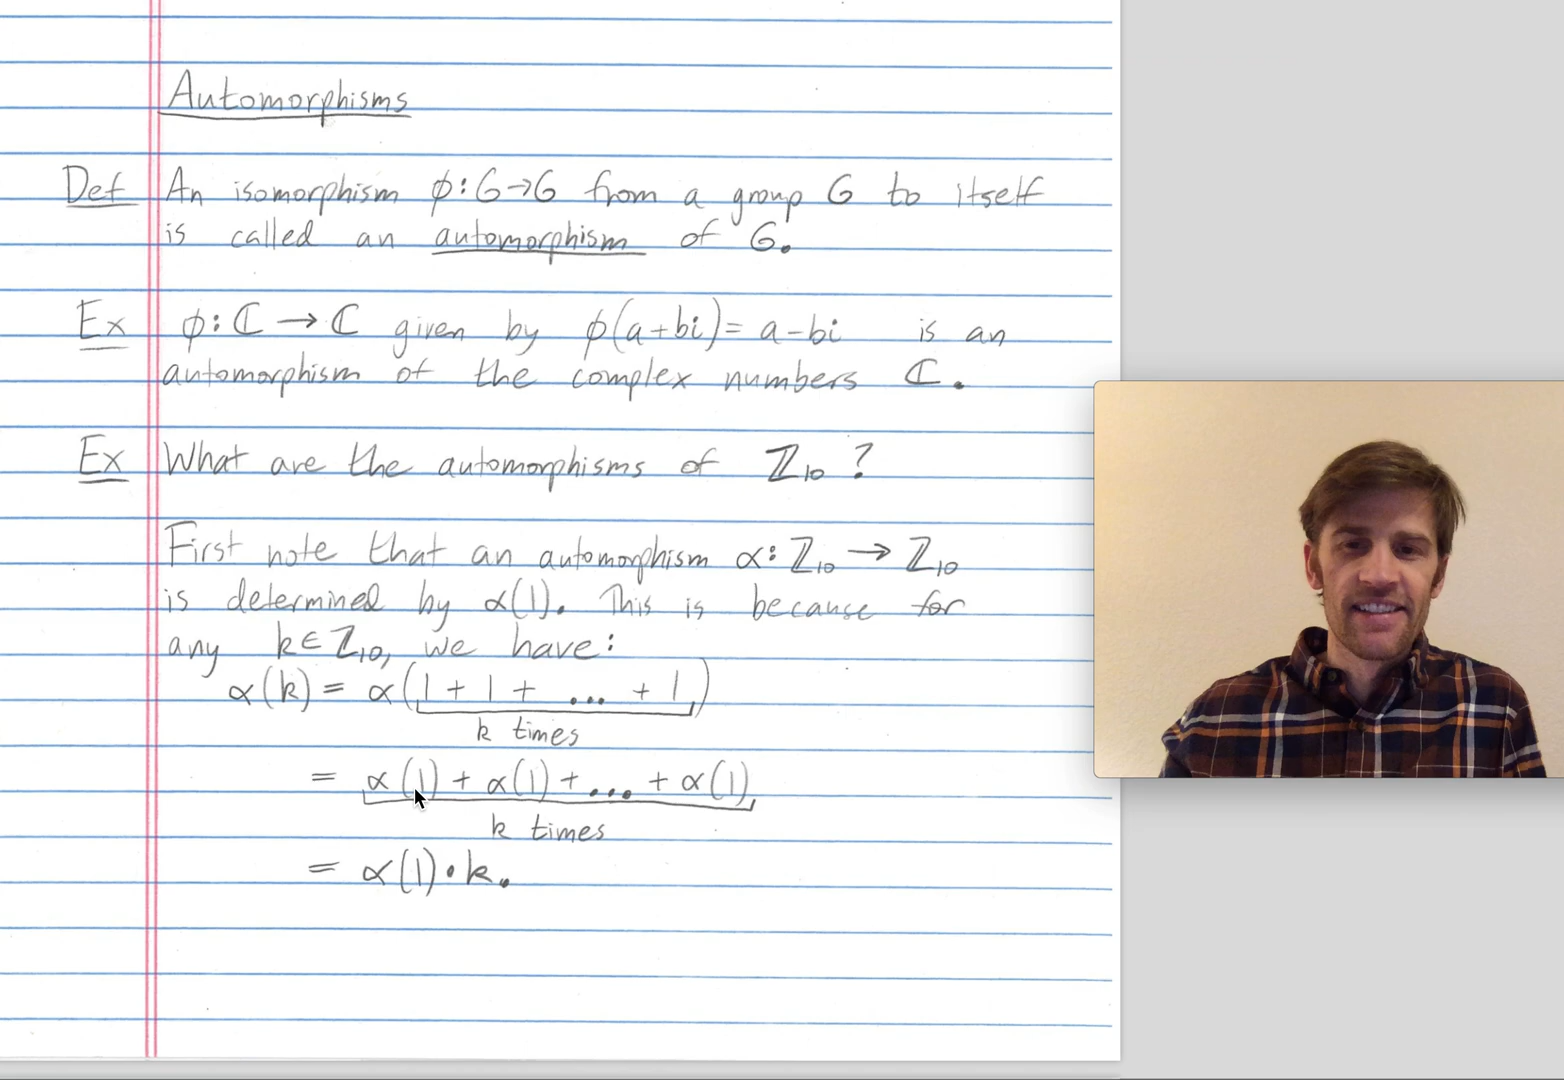 Automorphisms
Def An isomorphism ϕ:G→G from a group G to itself
is called an automorphism of G.
Ex ϕ:ℂ→ℂ given by ϕ(a+bi)=a-bi is an
automorphism of the complex numbers ℂ.
Ex What are the automorphisms of ℤ₁₀?
First note that an automorphism α:ℤ₁₀→ℤ₁₀
is determined by α(1). This is because for
any k∈ℤ₁₀, we have:
α(k) = α(1+1+...+1)
k times
= α(1)+α(1)+...+α(1)
k times
= α(1)•k.